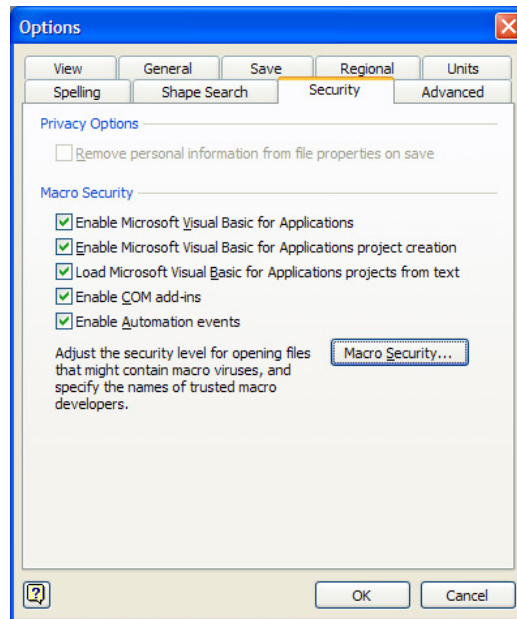 Options
View General Save Regional Units
Spelling Shape Search Security Advanced
Privacy Options
Remove personal information from file properties on save
Macro Security
Enable Microsoft Visual Basic for Applications
Enable Microsoft Visual Basic for Applications project creation
Load Microsoft Visual Basic for Applications projects from text
Enable COM add-ins
Enable Automation events
Adjust the security level for opening files
that might contain macro viruses, and
specify the names of trusted macro
developers.
Macro Security...
?
OK Cancel